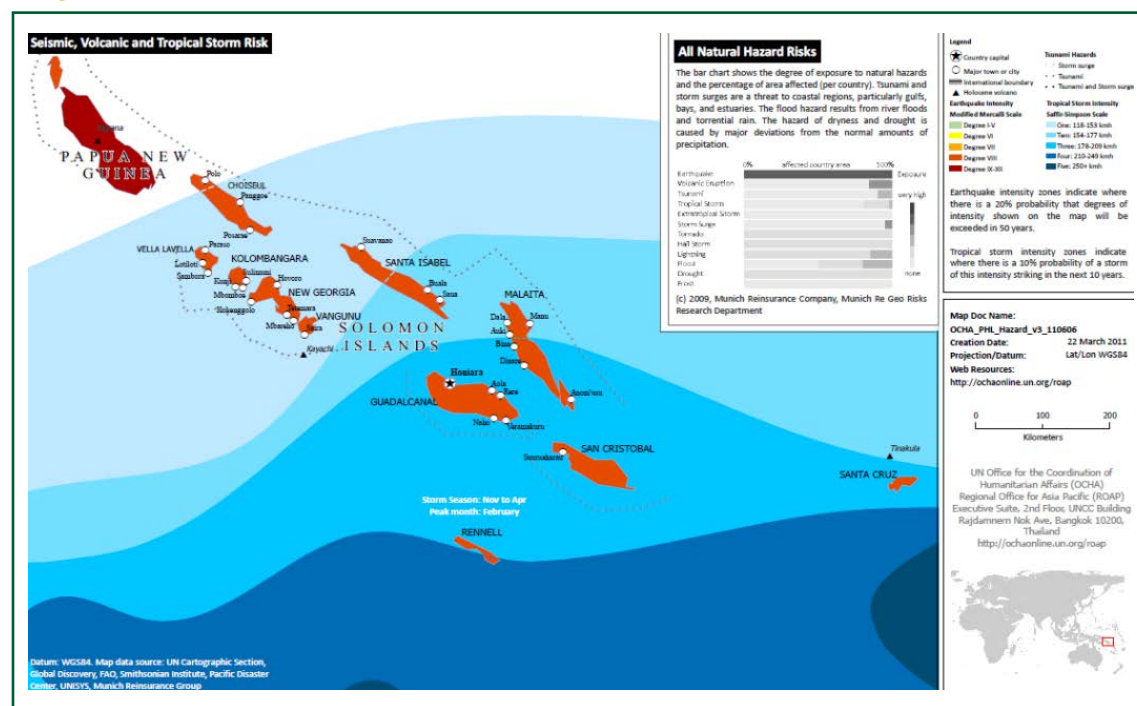 Seismic, Volcanic and Tropical Storm Risk
PAPUA NEW
GUINEA
Polo
CHOISEUL
Panggoe
VELLA LAVELLA
KOLOMBANGARA
Hovoro
NEW GEORGIA
VANGUNU
Kavachi
Suavanao
SANTA ISABEL
Buala
SOLOMON
ISLANDS
MALAITA
Dala
Auki
Honiara
Aola
GUADALCANAL
SAN CRISTOBAL
Tinakula
SANTA CRUZ
Storm Season: Nov to Apr
Peak month: February
RENNELL
Datum: WGS84. Map data source: UN Cartographic Section,
Global Discovery, FAO, Smithsonian Institute, Pacific Disaster
Center, UNISYS, Munich Reinsurance Group
All Natural Hazard Risks
The bar chart shows the degree of exposure to natural hazards
and the percentage of area affected (per country). Tsunami and
storm surges are a threat to coastal regions, particularly gulfs,
bays, and estuaries. The flood hazard results from river floods
and torrential rain. The hazard of dryness and drought is
caused by major deviations from the normal amounts of
precipitation.
0% affected country area 100%
Earthquake
Exposure
Volcanic Eruption
Tsunami
very high
Tropical Storm
Extratropical Storm
Storm Surge
Tornado
Hail Storm
Lightning
Flood
none
Drought
Frost
(c) 2009, Munich Reinsurance Company, Munich Re Geo Risks
Research Department
Legend
Country capital
Major town or city
International boundary
Holocene volcano
Tsunami Hazards
Storm surge
Tsunami
Tsunami and Storm surge
Earthquake Intensity
Modified Mercalli Scale
Degree I-V
Degree VI
Degree VII
Degree VIII
Degree IX-XII
Tropical Storm Intensity
Saffir-Simpson Scale
One: 118-153 kmh
Two: 154-177 kmh
Three: 178-209 kmh
Four: 210-249 kmh
Five: 250+ kmh
Earthquake intensity zones indicate where
there is a 20% probability that degrees of
intensity shown on the map will be
exceeded in 50 years.
Tropical storm intensity zones indicate
where there is a 10% probability of a storm
of this intensity striking in the next 10 years.
Map Doc Name:
OCHA_PHL_Hazard_v3_110606
Creation Date: 22 March 2011
Projection/Datum: Lat/Lon WGS84
Web Resources:
http://ochaonline.un.org/roap
0 100 200
Kilometers
UN Office for the Coordination of
Humanitarian Affairs (OCHA)
Regional Office for Asia Pacific (ROAP)
Executive Suite, 2nd Floor, UNCC Building
Rajdamnern Nok Ave, Bangkok 10200,
Thailand
http://ochaonline.un.org/roap